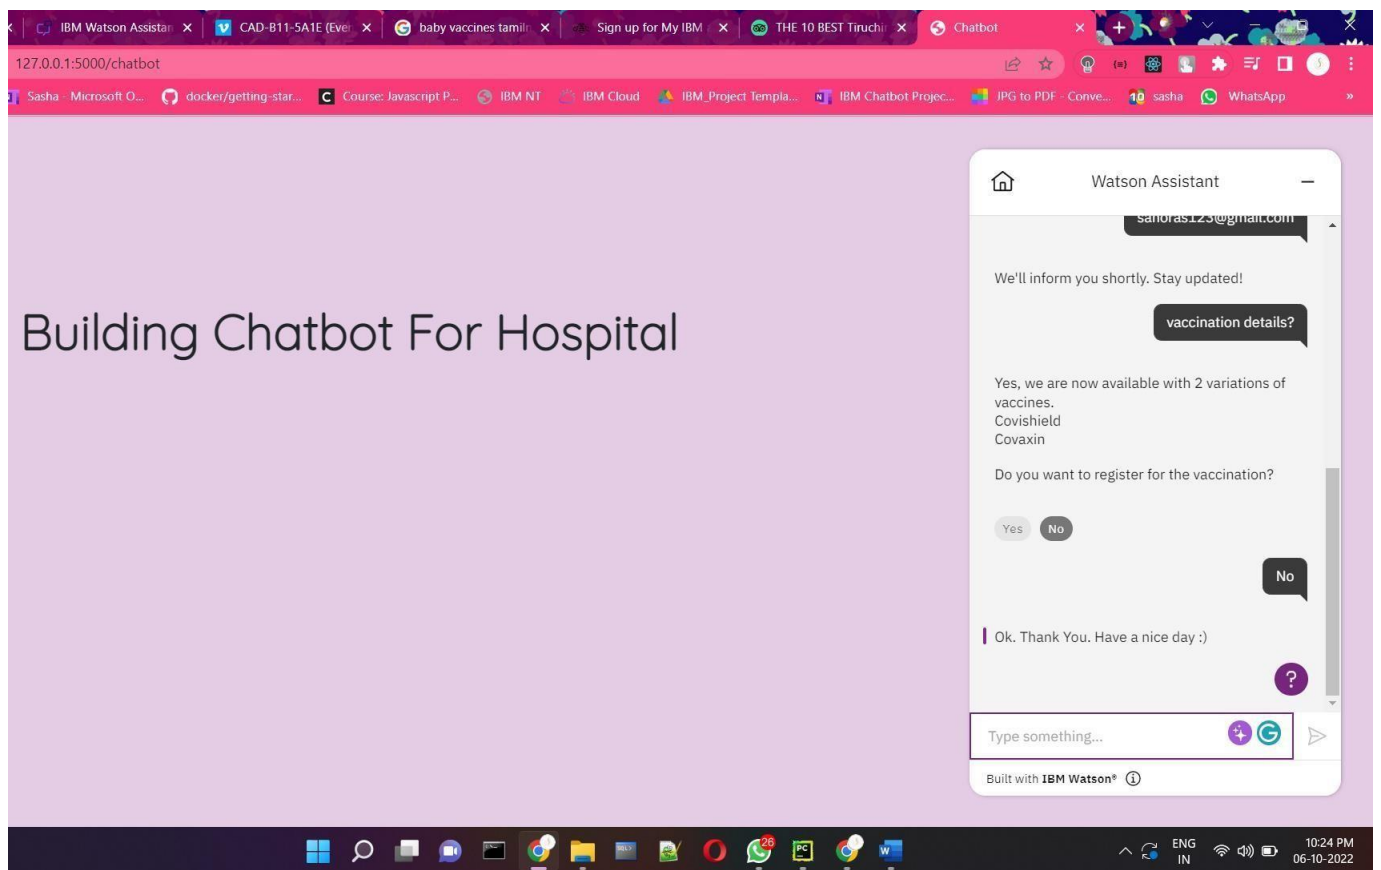 IBM Watson Assistan
CAD-B11-5A1E (Ever
baby vaccines tamiln
Sign up for My IBM
THE 10 BEST Tiruchir
Chatbot
127.0.0.1:5000/chatbot
Sasha - Microsoft O...
docker/getting-star...
Course: Javascript P...
IBM NT
IBM Cloud
IBM_Project Templa...
IBM Chatbot Projec...
JPG to PDF - Conve...
sasha
WhatsApp
»
Building Chatbot For Hospital
Watson Assistant
We'll inform you shortly. Stay updated!
vaccination details?
Yes, we are now available with 2 variations of
vaccines.
Covishield
Covaxin
Do you want to register for the vaccination?
Yes
No
No
Ok. Thank You. Have a nice day :)
?
Type something...
Built with IBM Watson®
26
ENG
IN
10:24 PM
06-10-2022